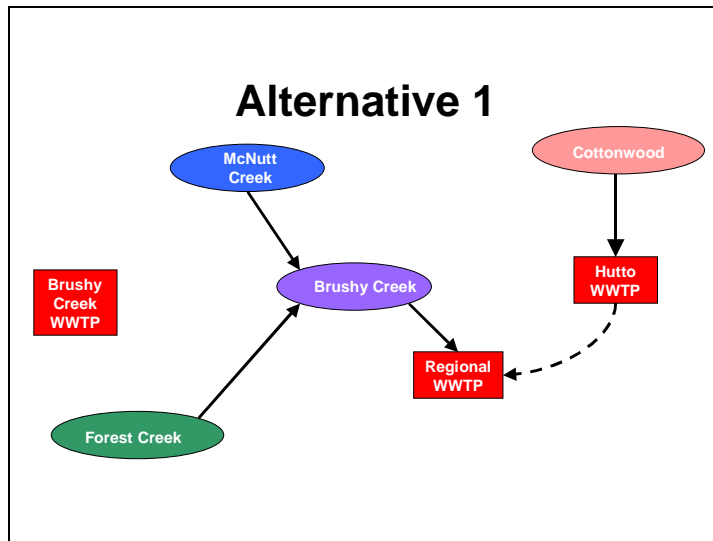 Alternative 1
McNutt
Creek
Cottonwood
Brushy
Creek
WWTP
Brushy Creek
Hutto
WWTP
Regional
WWTP
Forest Creek